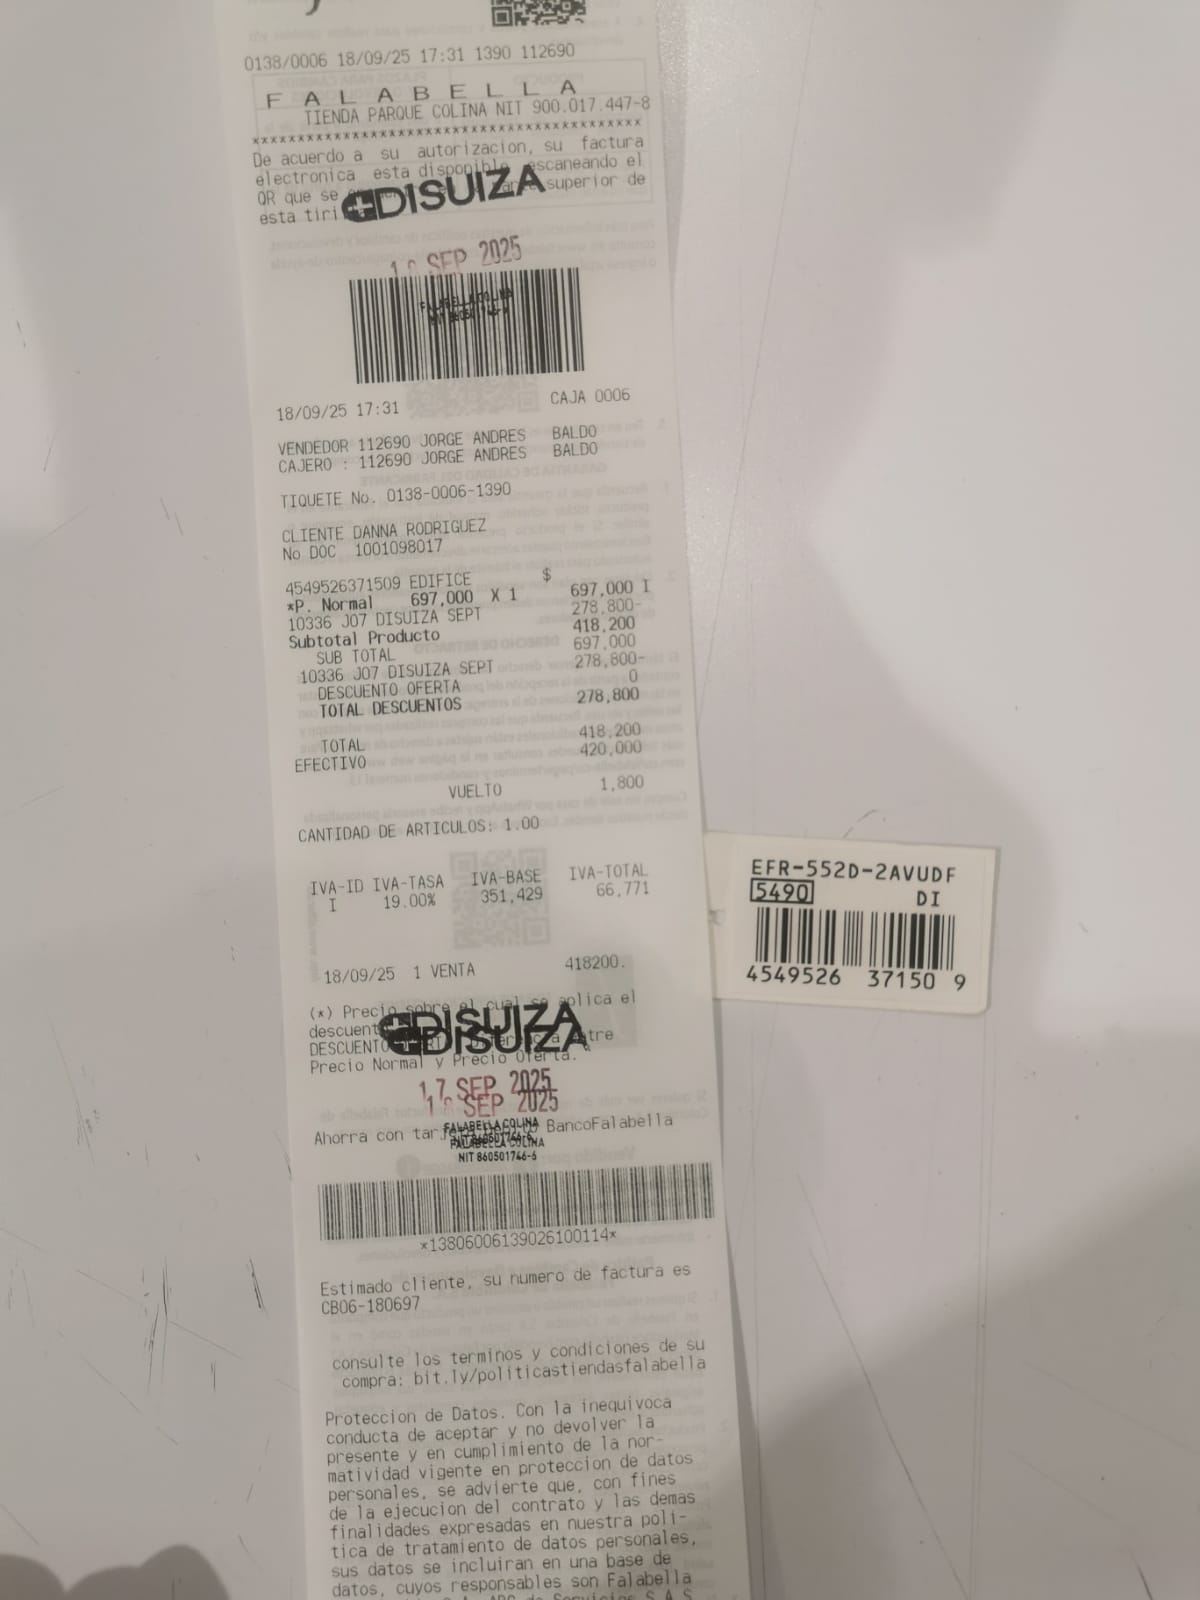 0138/0006 18/09/25 17:31 1390 112690
FALABELLA
TIENDA PARQUE COLINA NIT 900.017.447-8
De acuerdo a su autorizacion, su factura
electronica esta disponible escaneando el
QR que se superior de
esta tiri
DISUIZA
SEP 2025
FALABELLA COLINA
18/09/25 17:31 CAJA 0006
VENDEDOR 112690 JORGE ANDRES BALDO
CAJERO : 112690 JORGE ANDRES BALDO
TIQUETE No. 0138-0006-1390
CLIENTE DANNA RODRIGUEZ
No DOC 1001098017
4549526371509 EDIFICE $
*P. Normal 697,000 X 1 697,000 I
10336 J07 DISUIZA SEPT 278,800-
Subtotal Producto 418,200
SUB TOTAL 697,000
10336 J07 DISUIZA SEPT 278,800-
DESCUENTO OFERTA 0
TOTAL DESCUENTOS 278,800
TOTAL 418,200
EFECTIVO 420,000
VUELTO 1,800
CANTIDAD DE ARTICULOS: 1.00
IVA-ID IVA-TASA IVA-BASE IVA-TOTAL
I 19.00% 351,429 66,771
18/09/25 1 VENTA 418200.
(*) Precio sobre el cual se aplica el
descuent
DISUIZA
DISUIZA
DESCUENTO
Precio Normal y Precio Oferta.
17 SEP 2025
18 SEP 2025
FALABELLA COLINA
Ahorra con BancoFalabella
FALABELLA COLINA
NIT 860501746-6
*13806006139026100114*
Estimado cliente, su numero de factura es
CB06-180697
consulte los terminos y condiciones de su
compra: bit.ly/politicastiendasfalabella
Proteccion de Datos. Con la inequivoca
conducta de aceptar y no devolver la
presente y en cumplimiento de la nor-
matividad vigente en proteccion de datos
personales, se advierte que, con fines
de la ejecucion del contrato y las demas
finalidades expresadas en nuestra poli-
tica de tratamiento de datos personales,
sus datos se incluiran en una base de
datos, cuyos responsables son Falabella
EFR-552D-2AVUDF
5490 DI
4549526 37150 9